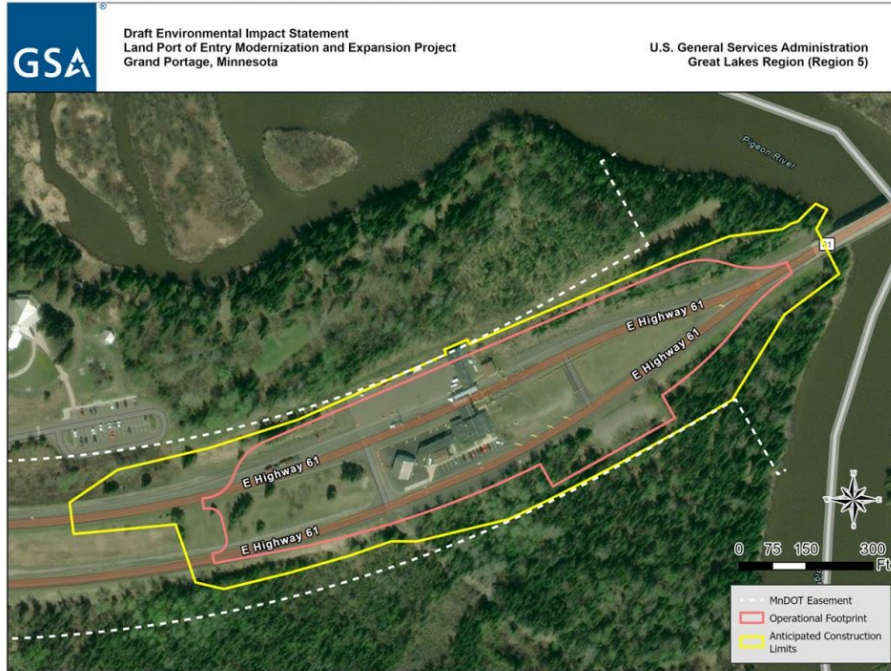 ®
GSA
Draft Environmental Impact Statement
Land Port of Entry Modernization and Expansion Project
Grand Portage, Minnesota
U.S. General Services Administration
Great Lakes Region (Region 5)
Pigeon River
61
E Highway 61
E Highway 61
E Highway 61
E Highway 61
N
0 75 150 300
Ft
MnDOT Easement
Operational Footprint
Anticipated Construction
Limits